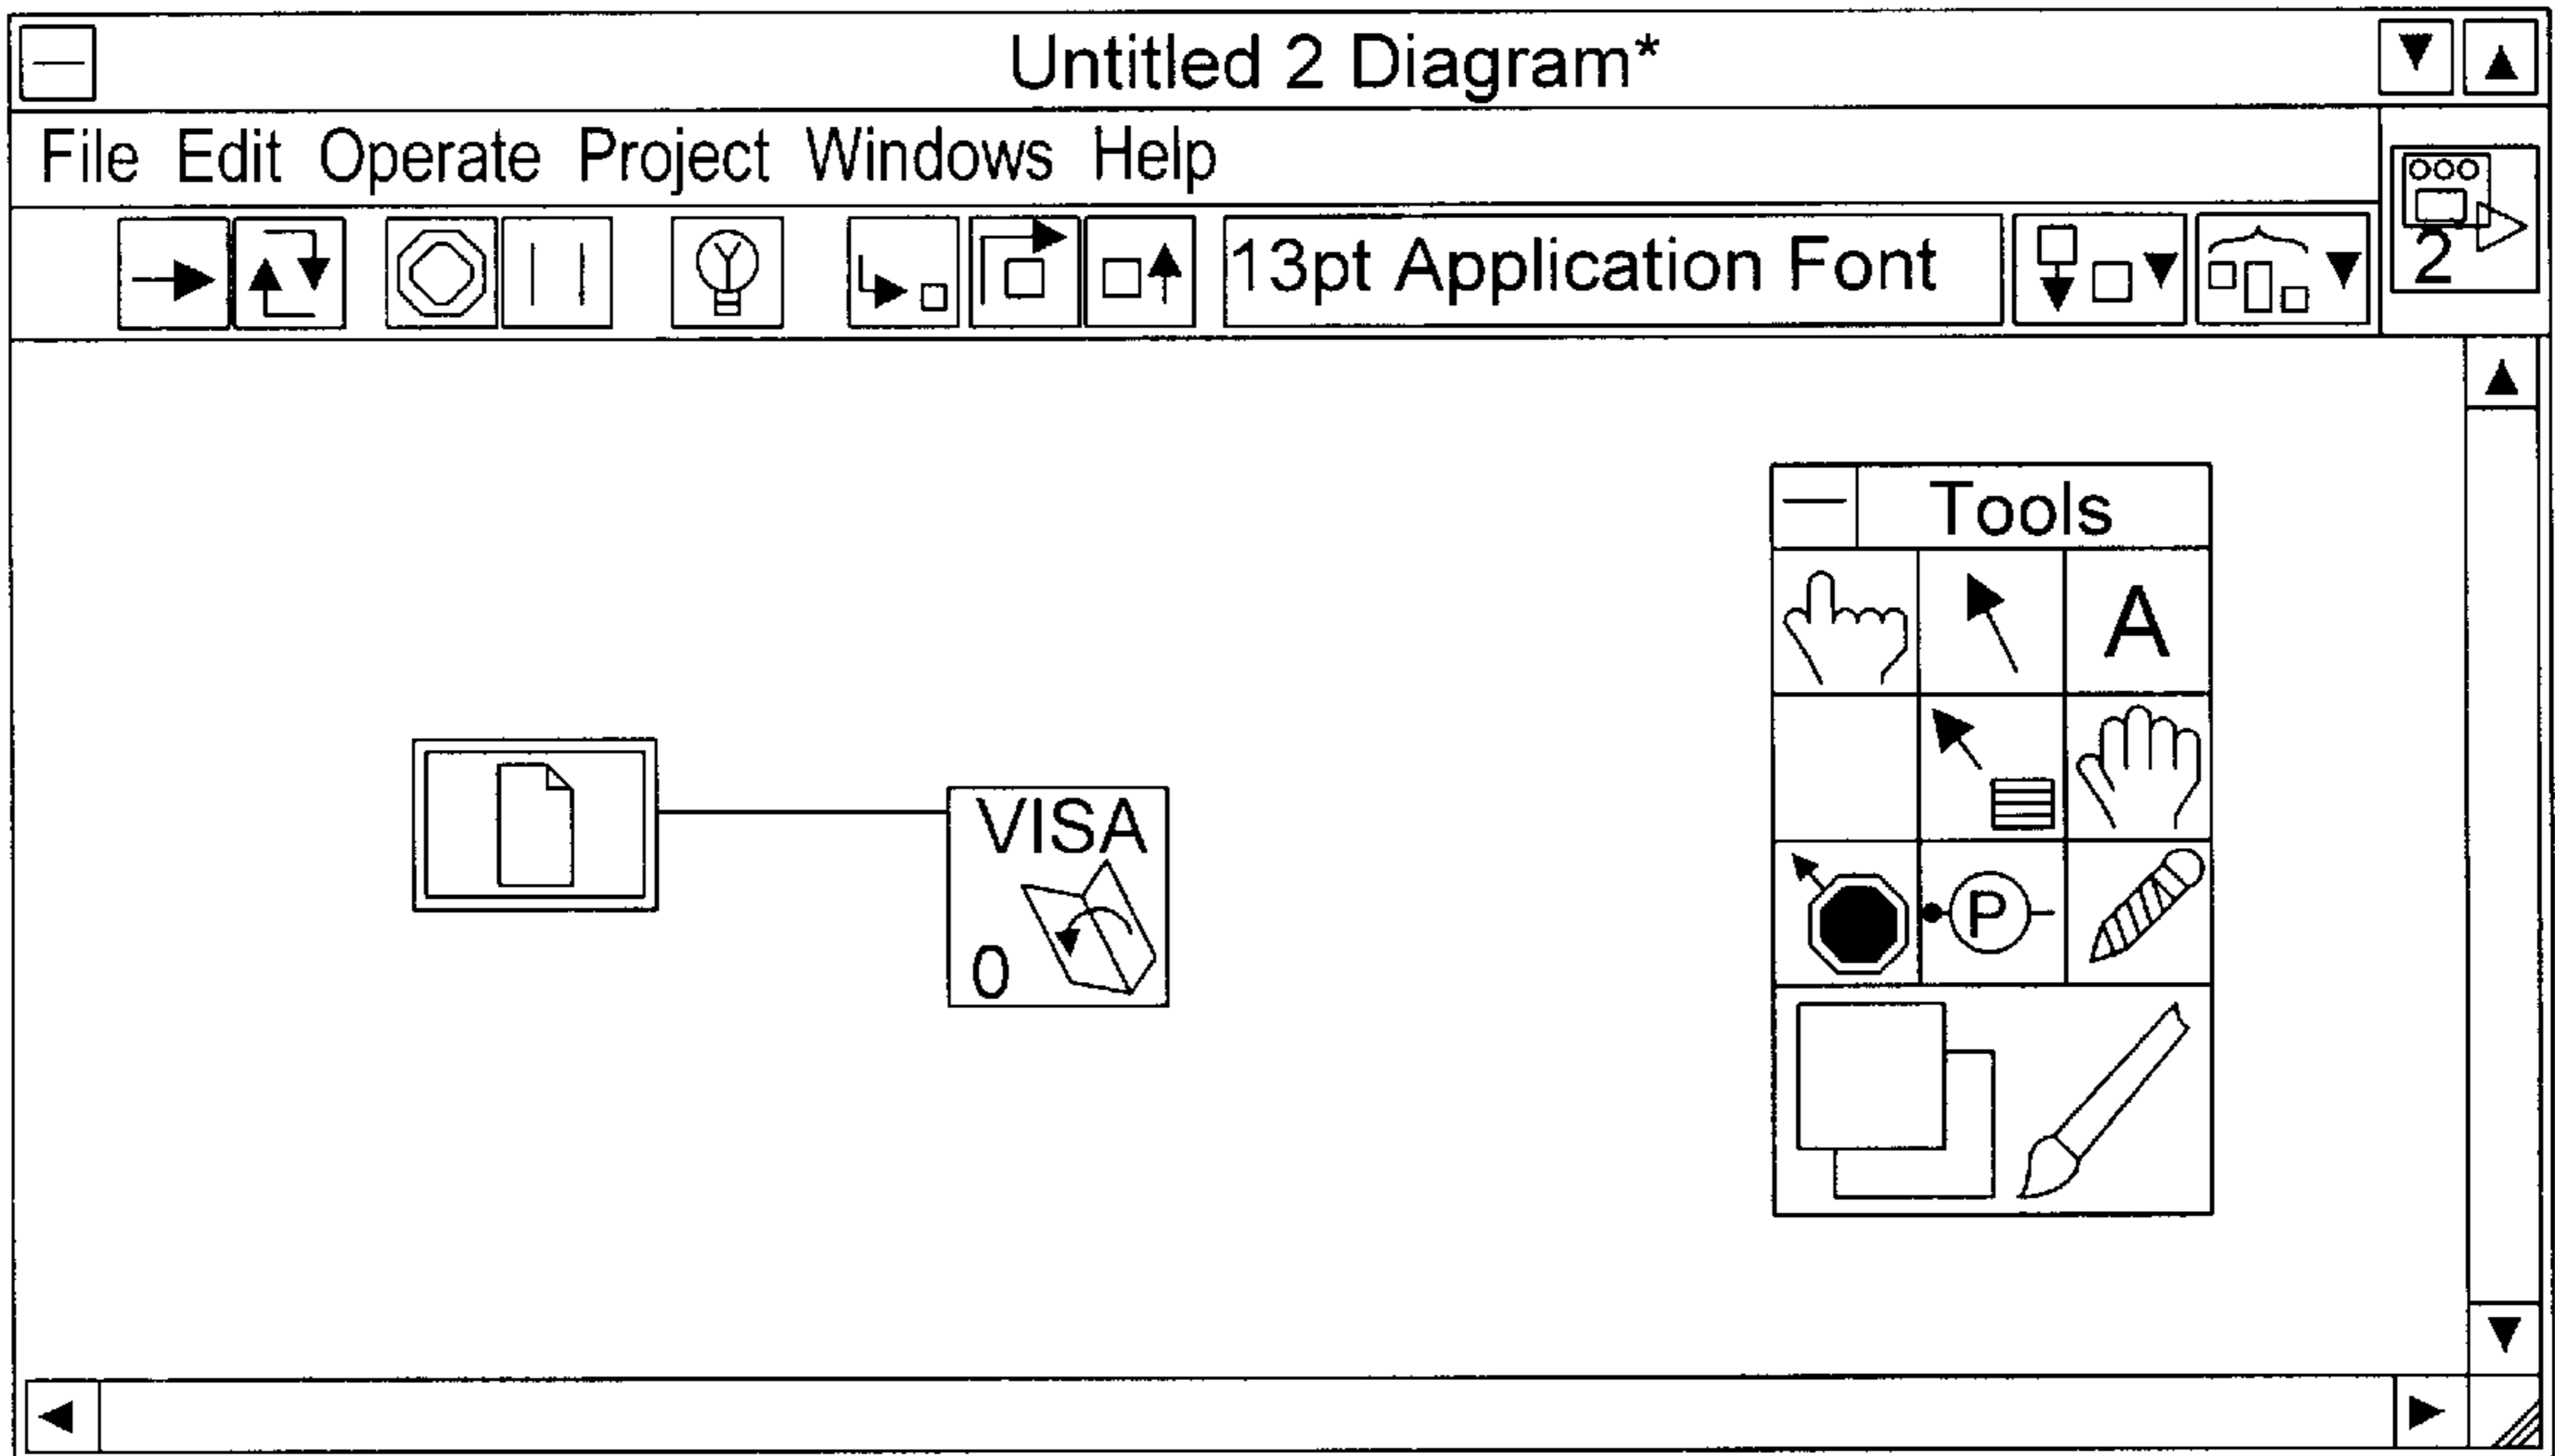 Untitled 2 Diagram*
File Edit Operate Project Windows Help
13pt Application Font
2
Tools
A
VISA
0
P